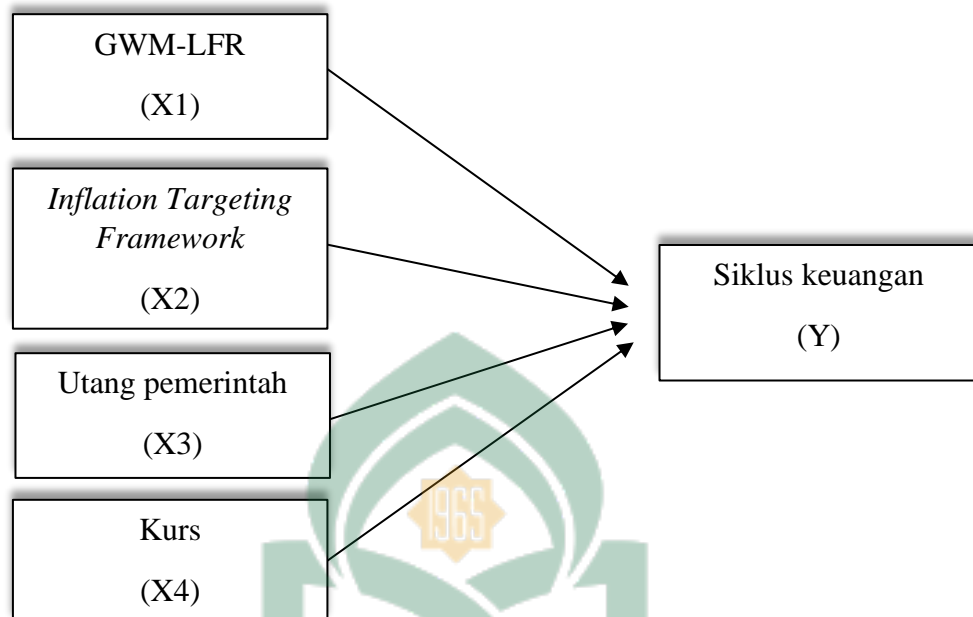 GWM-LFR
(X1)
Inflation Targeting
Framework
(X2)
Utang pemerintah
(X3)
Kurs
(X4)
Siklus keuangan
(Y)
1965